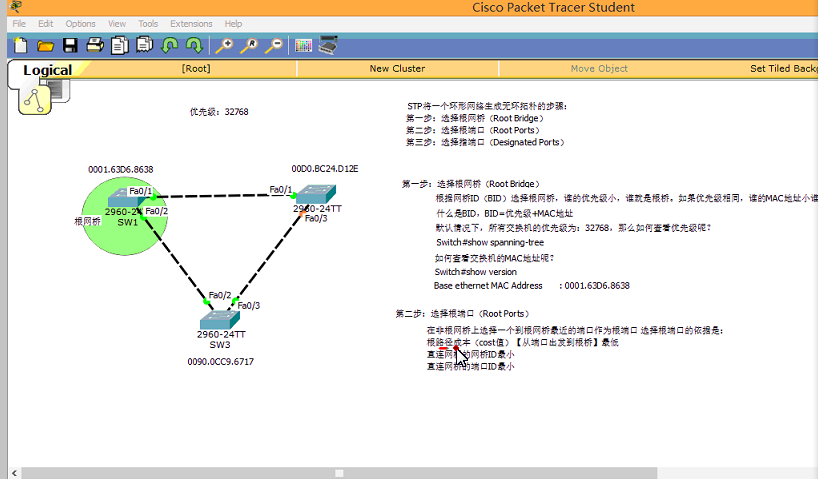 Cisco Packet Tracer Student
File Edit Options View Tools Extensions Help
Logical
[Root]
New Cluster
Move Object
Set Tiled Backg
优先级：32768
STP将一个环形网络生成无环拓朴的步骤：
第一步：选择根网桥（Root Bridge）
第二步：选择根端口（Root Ports）
第三步：选择指端口（Designated Ports）
0001.63D6.8638
00D0.BC24.D12E
Fa0/1
Fa0/1
2960-24
Fa0/2
SW1
根网桥
2960-24TT
Fa0/3
第一步：选择根网桥（Root Bridge）
根据网桥ID（BID）选择根网桥，谁的优先级小，谁就是根桥，如果优先级相同，谁的MAC地址小谁
什么是BID，BID=优先级+MAC地址
默认情况下，所有交换机的优先级为：32768，那么如何查看优先级呢？
Switch#show spanning-tree
如何查看交换机的MAC地址呢？
Switch#show version
Base ethernet MAC Address : 0001.63D6.8638
Fa0/2
Fa0/3
2960-24TT
SW3
0090.0CC9.6717
第二步：选择根端口（Root Ports）
在非根网桥上选择一个到根网桥最近的端口作为根端口 选择根端口的依据是：
根路径成本（cost值）【从端口出发到根桥】最低
直连网桥的网桥ID最小
直连网桥的端口ID最小